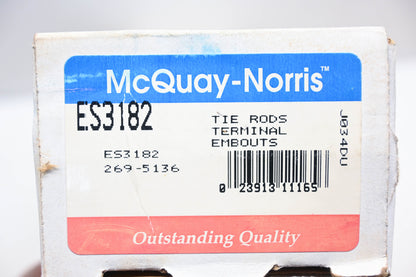 McQuay-Norris™
ES3182
TIE RODS
TERMINAL
EMBOUTS
J034DU
ES3182
269-5136
0 23913 11165
Outstanding Quality